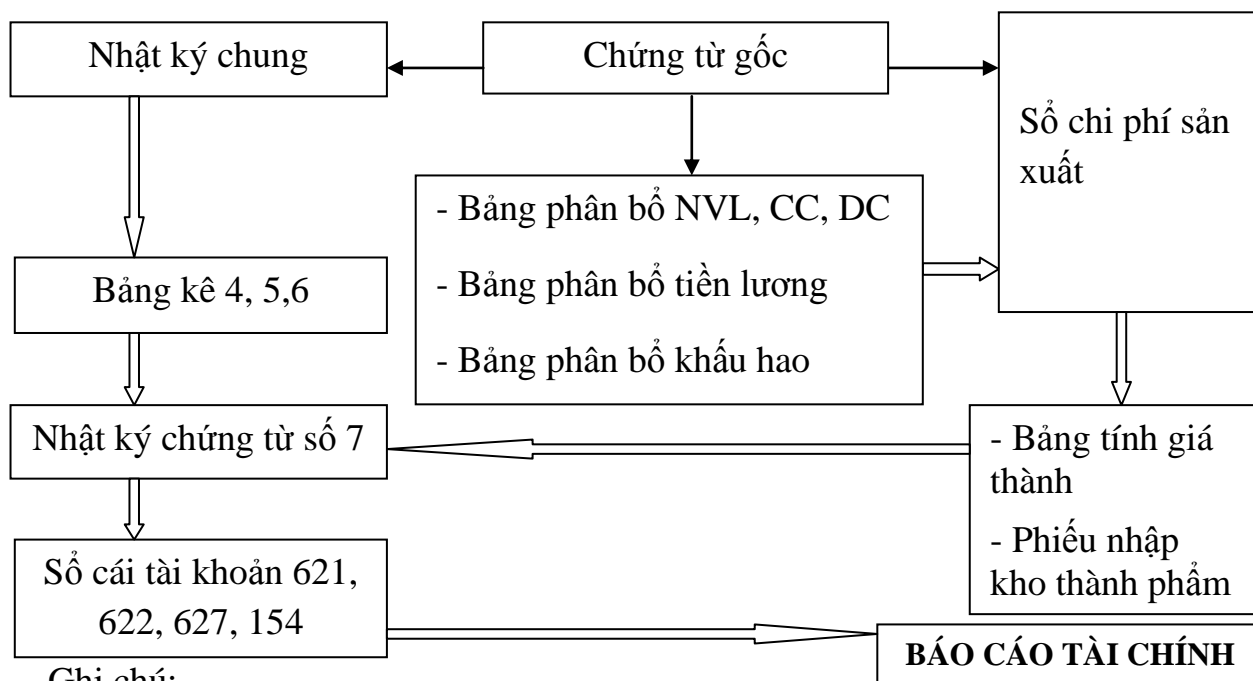 Nhật ký chung
Chứng từ gốc
Sổ chi phí sản
xuất
- Bảng phân bổ NVL, CC, DC
- Bảng phân bổ tiền lương
- Bảng phân bổ khấu hao
Bảng kê 4, 5,6
Nhật ký chứng từ số 7
- Bảng tính giá
thành
- Phiếu nhập
kho thành phẩm
Sổ cái tài khoản 621,
622, 627, 154
BÁO CÁO TÀI CHÍNH
Ghi chú: